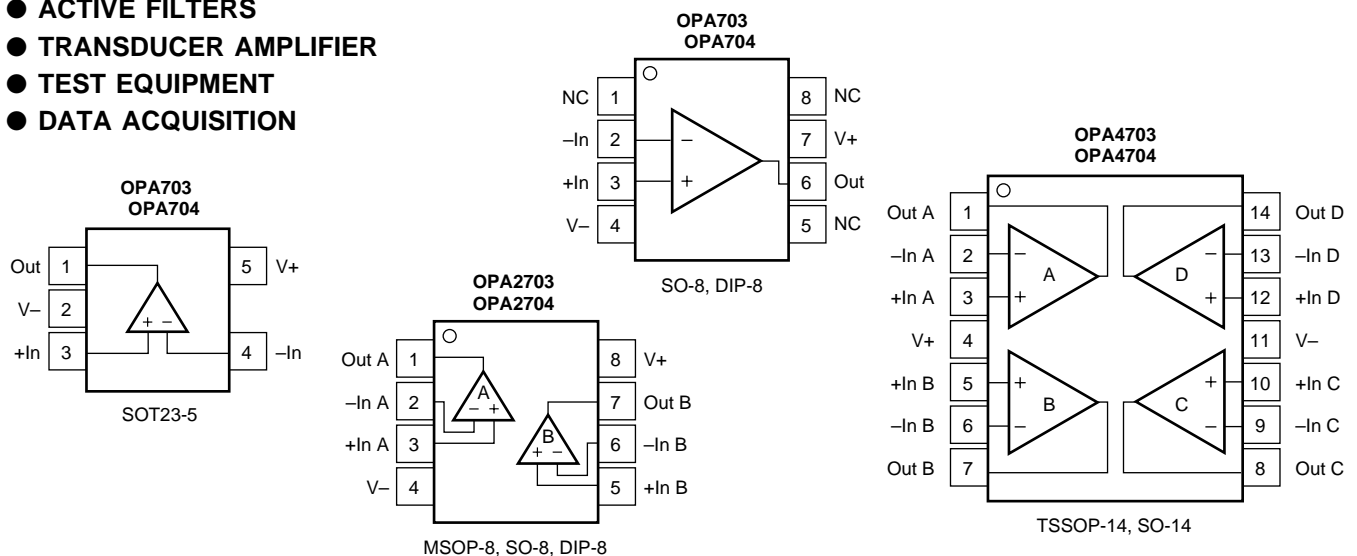 ● ACTIVE FILTERS
● TRANSDUCER AMPLIFIER
● TEST EQUIPMENT
● DATA ACQUISITION
OPA703
OPA704
Out 1
V– 2
+In 3
5 V+
4 –In
+ –
SOT23-5
OPA2703
OPA2704
Out A 1
–In A 2
+In A 3
V– 4
8 V+
7 Out B
6 –In B
5 +In B
A
– +
B
+ –
MSOP-8, SO-8, DIP-8
OPA703
OPA704
NC 1
–In 2
+In 3
V– 4
8 NC
7 V+
6 Out
5 NC
–
+
SO-8, DIP-8
OPA4703
OPA4704
Out A 1
–In A 2
+In A 3
V+ 4
+In B 5
–In B 6
Out B 7
14 Out D
13 –In D
12 +In D
11 V–
10 +In C
9 –In C
8 Out C
–
A
+
–
D
+
+
B
–
+
C
–
TSSOP-14, SO-14